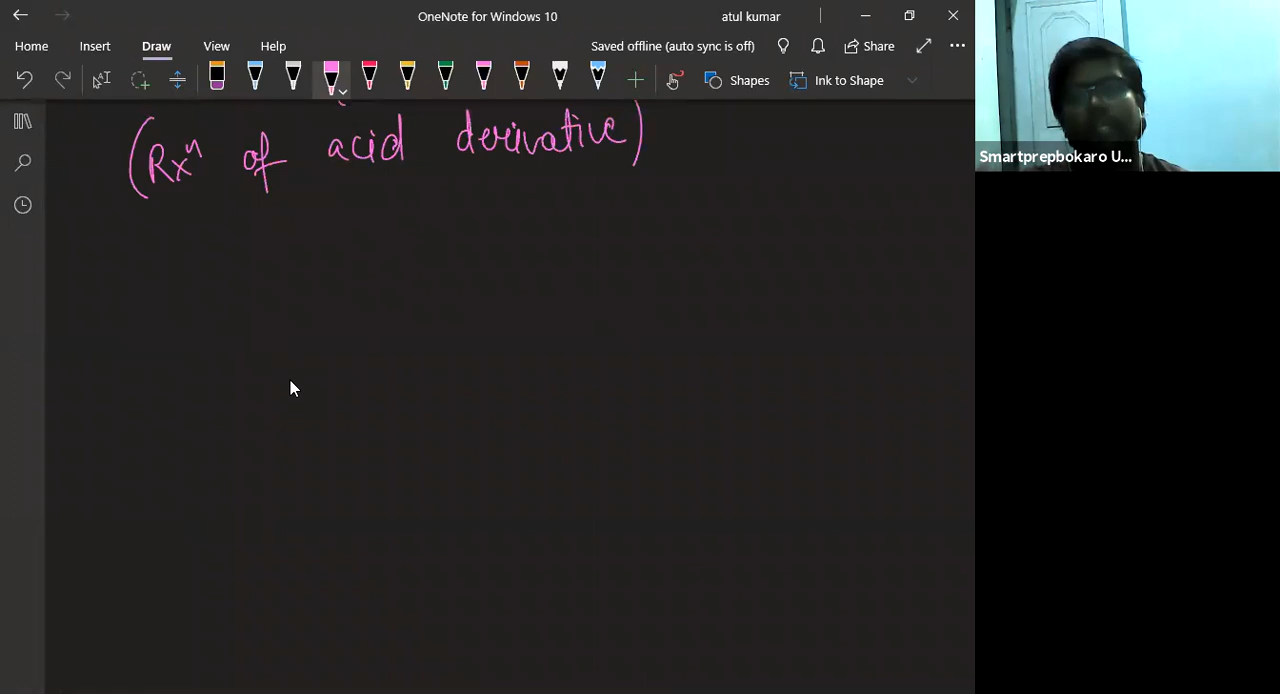 OneNote for Windows 10
atul kumar
Home Insert Draw View Help
Saved offline (auto sync is off)
Share
Shapes
Ink to Shape
(Rxⁿ of acid derivative)
Smartprepbokaro U...